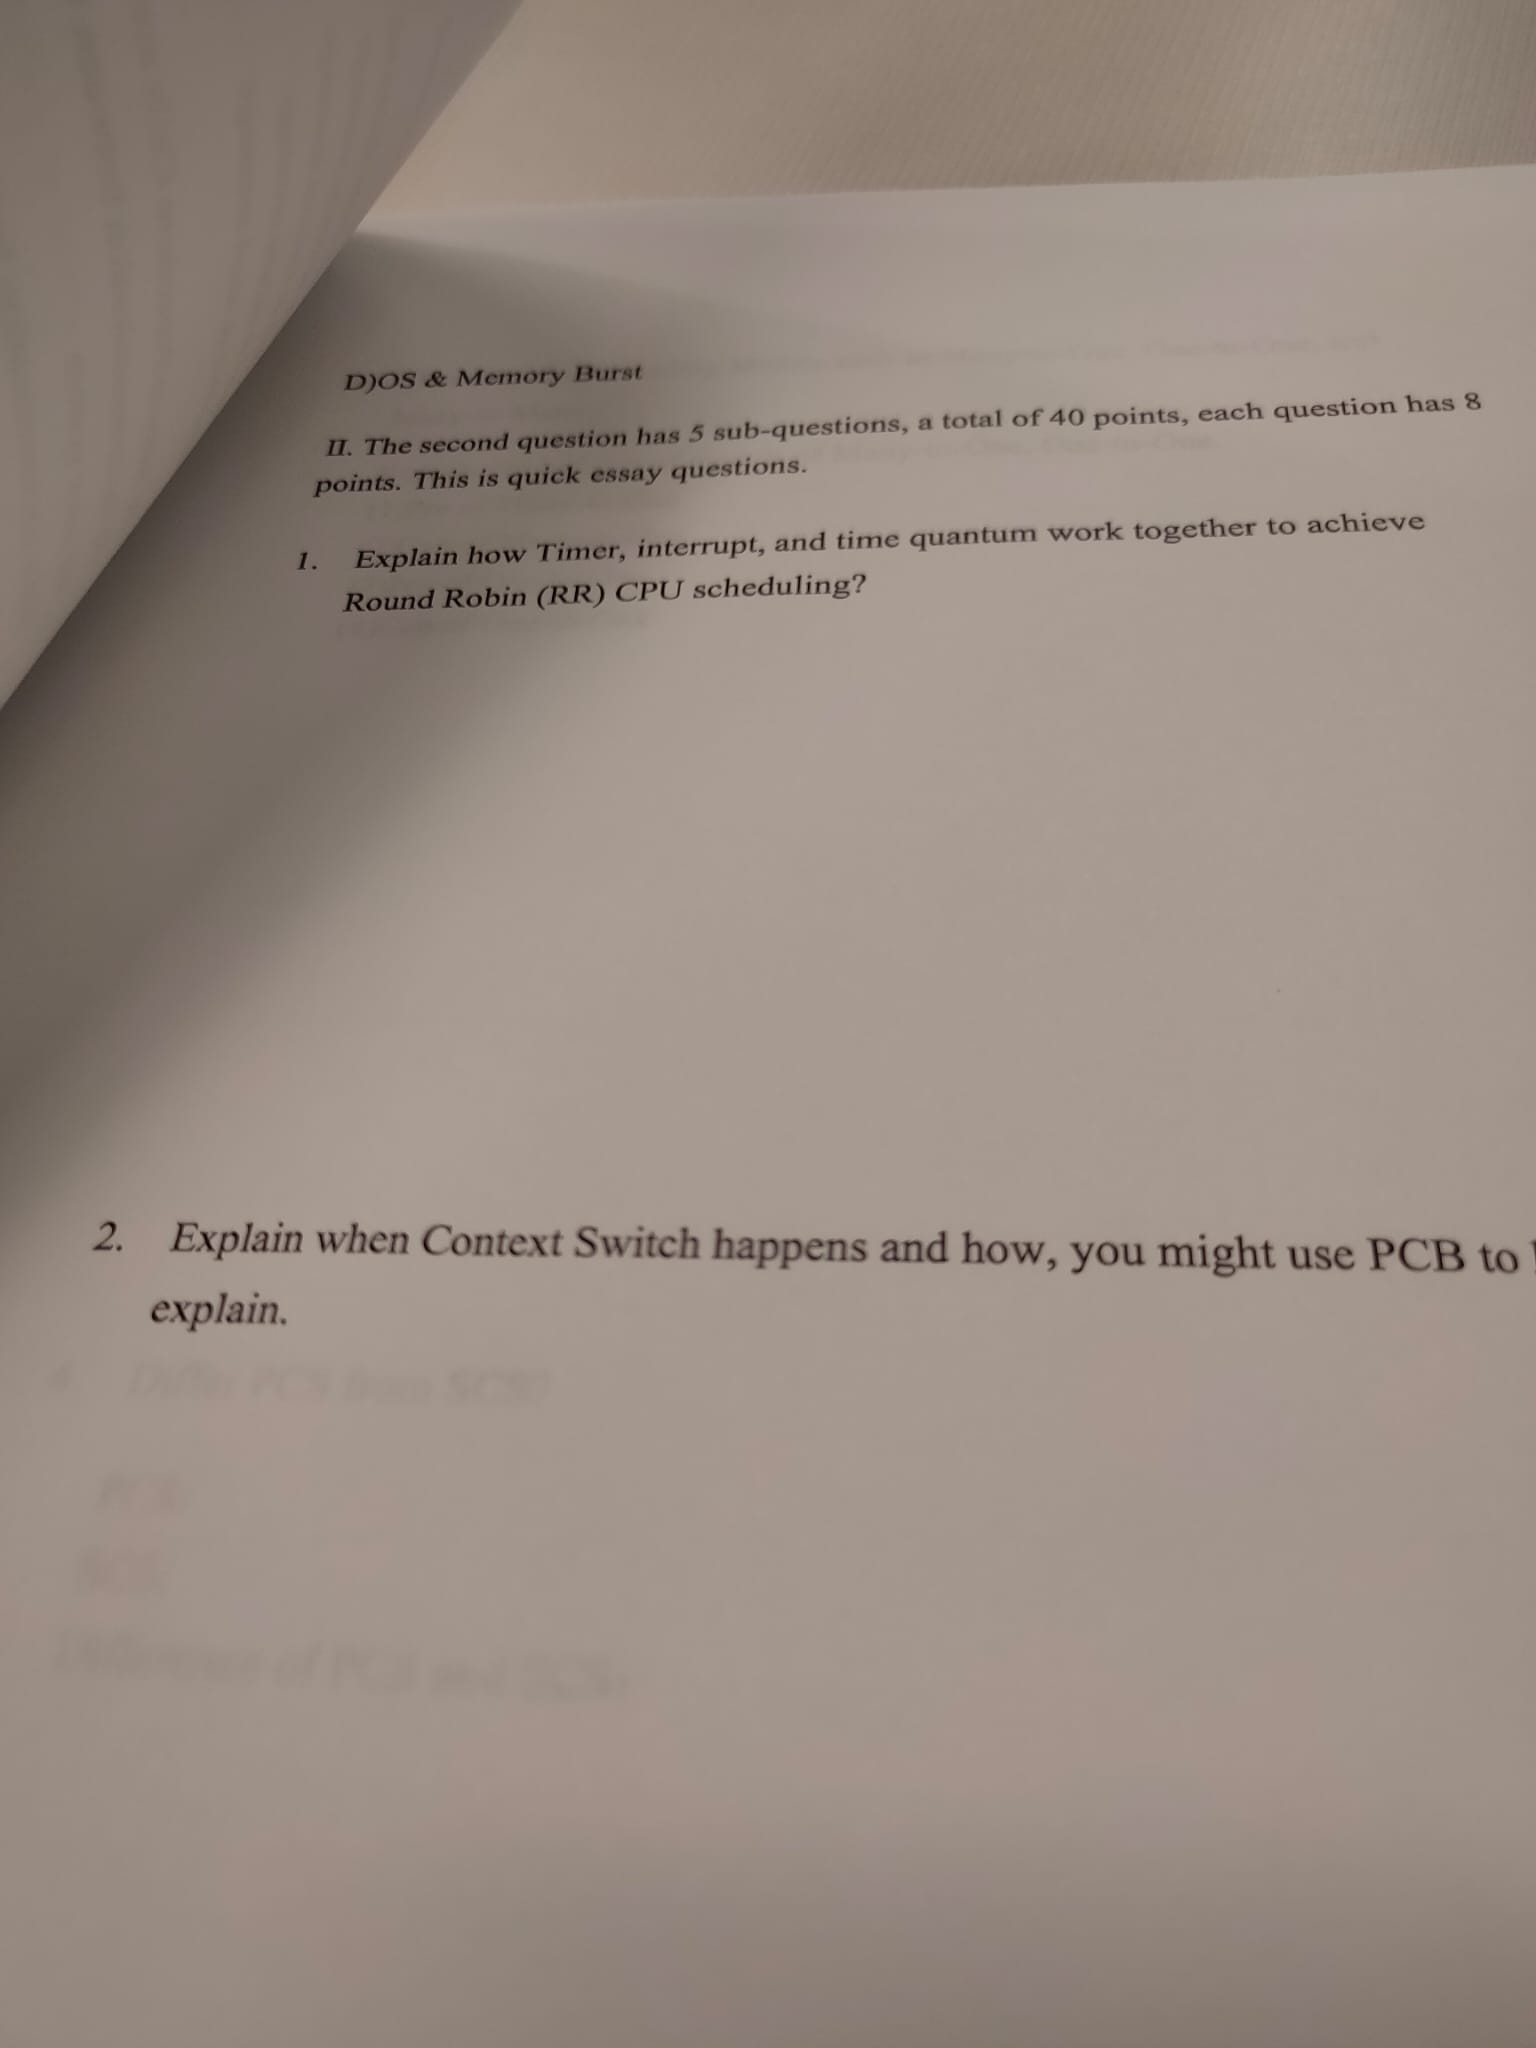 D)OS & Memory Burst
II. The second question has 5 sub-questions, a total of 40 points, each question has 8
points. This is quick essay questions.
1. Explain how Timer, interrupt, and time quantum work together to achieve
Round Robin (RR) CPU scheduling?
2. Explain when Context Switch happens and how, you might use PCB to
explain.